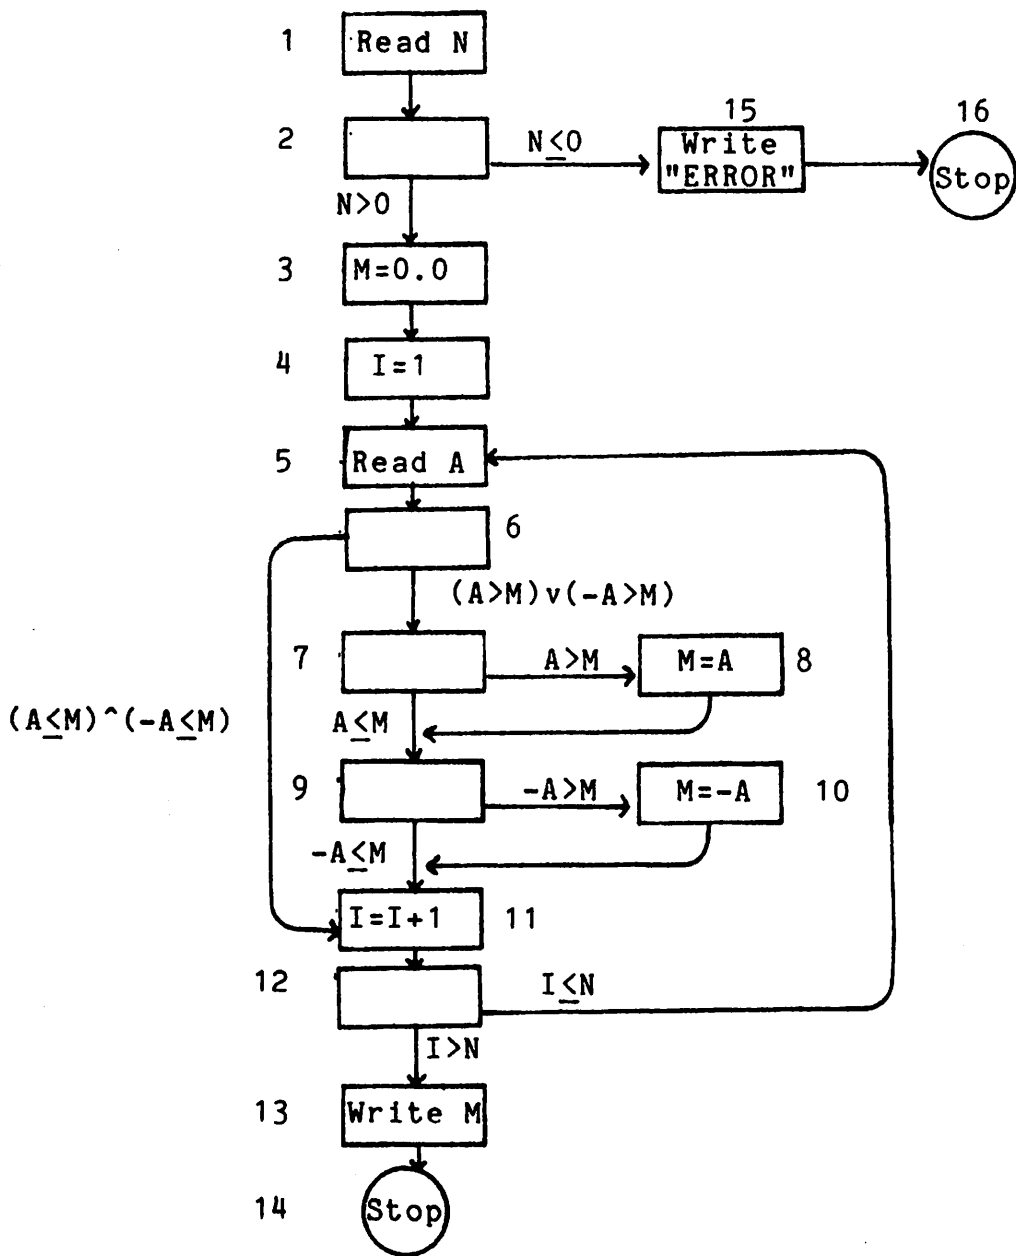 1 Read N
15 16
2 N≤0 Write "ERROR" Stop
N>0
3 M=0.0
4 I=1
5 Read A
6
(A>M)v(-A>M)
7 A>M M=A 8
(A≤M)^(-A≤M) A≤M
9 -A>M M=-A 10
-A≤M
I=I+1 11
12 I≤N
I>N
13 Write M
14 Stop